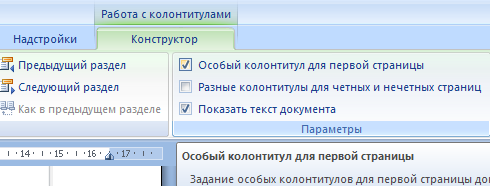 Работа с колонтитулами
Надстройки Конструктор
Предыдущий раздел
Следующий раздел
Как в предыдущем разделе
Особый колонтитул для первой страницы
Разные колонтитулы для четных и нечетных страниц
Показать текст документа
Параметры
14 15 16 17
Особый колонтитул для первой страницы
Задание особых колонтитулов для первой страницы